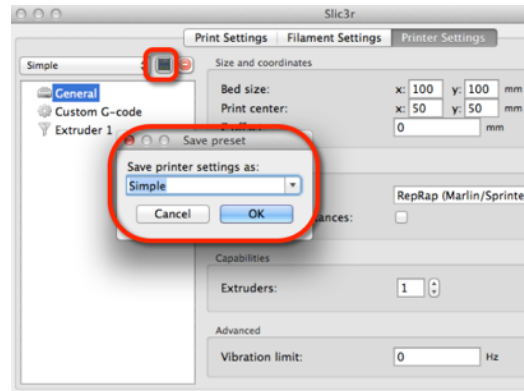 Slic3r
Print Settings Filament Settings Printer Settings
Simple
General
Custom G-code
Extruder 1
Size and coordinates
Bed size: x: 100 y: 100 mm
Print center: x: 50 y: 50 mm
0 mm
Save preset
Save printer settings as:
Simple
Cancel OK
RepRap (Marlin/Sprinte
ances:
Capabilities
Extruders: 1
Advanced
Vibration limit: 0 Hz